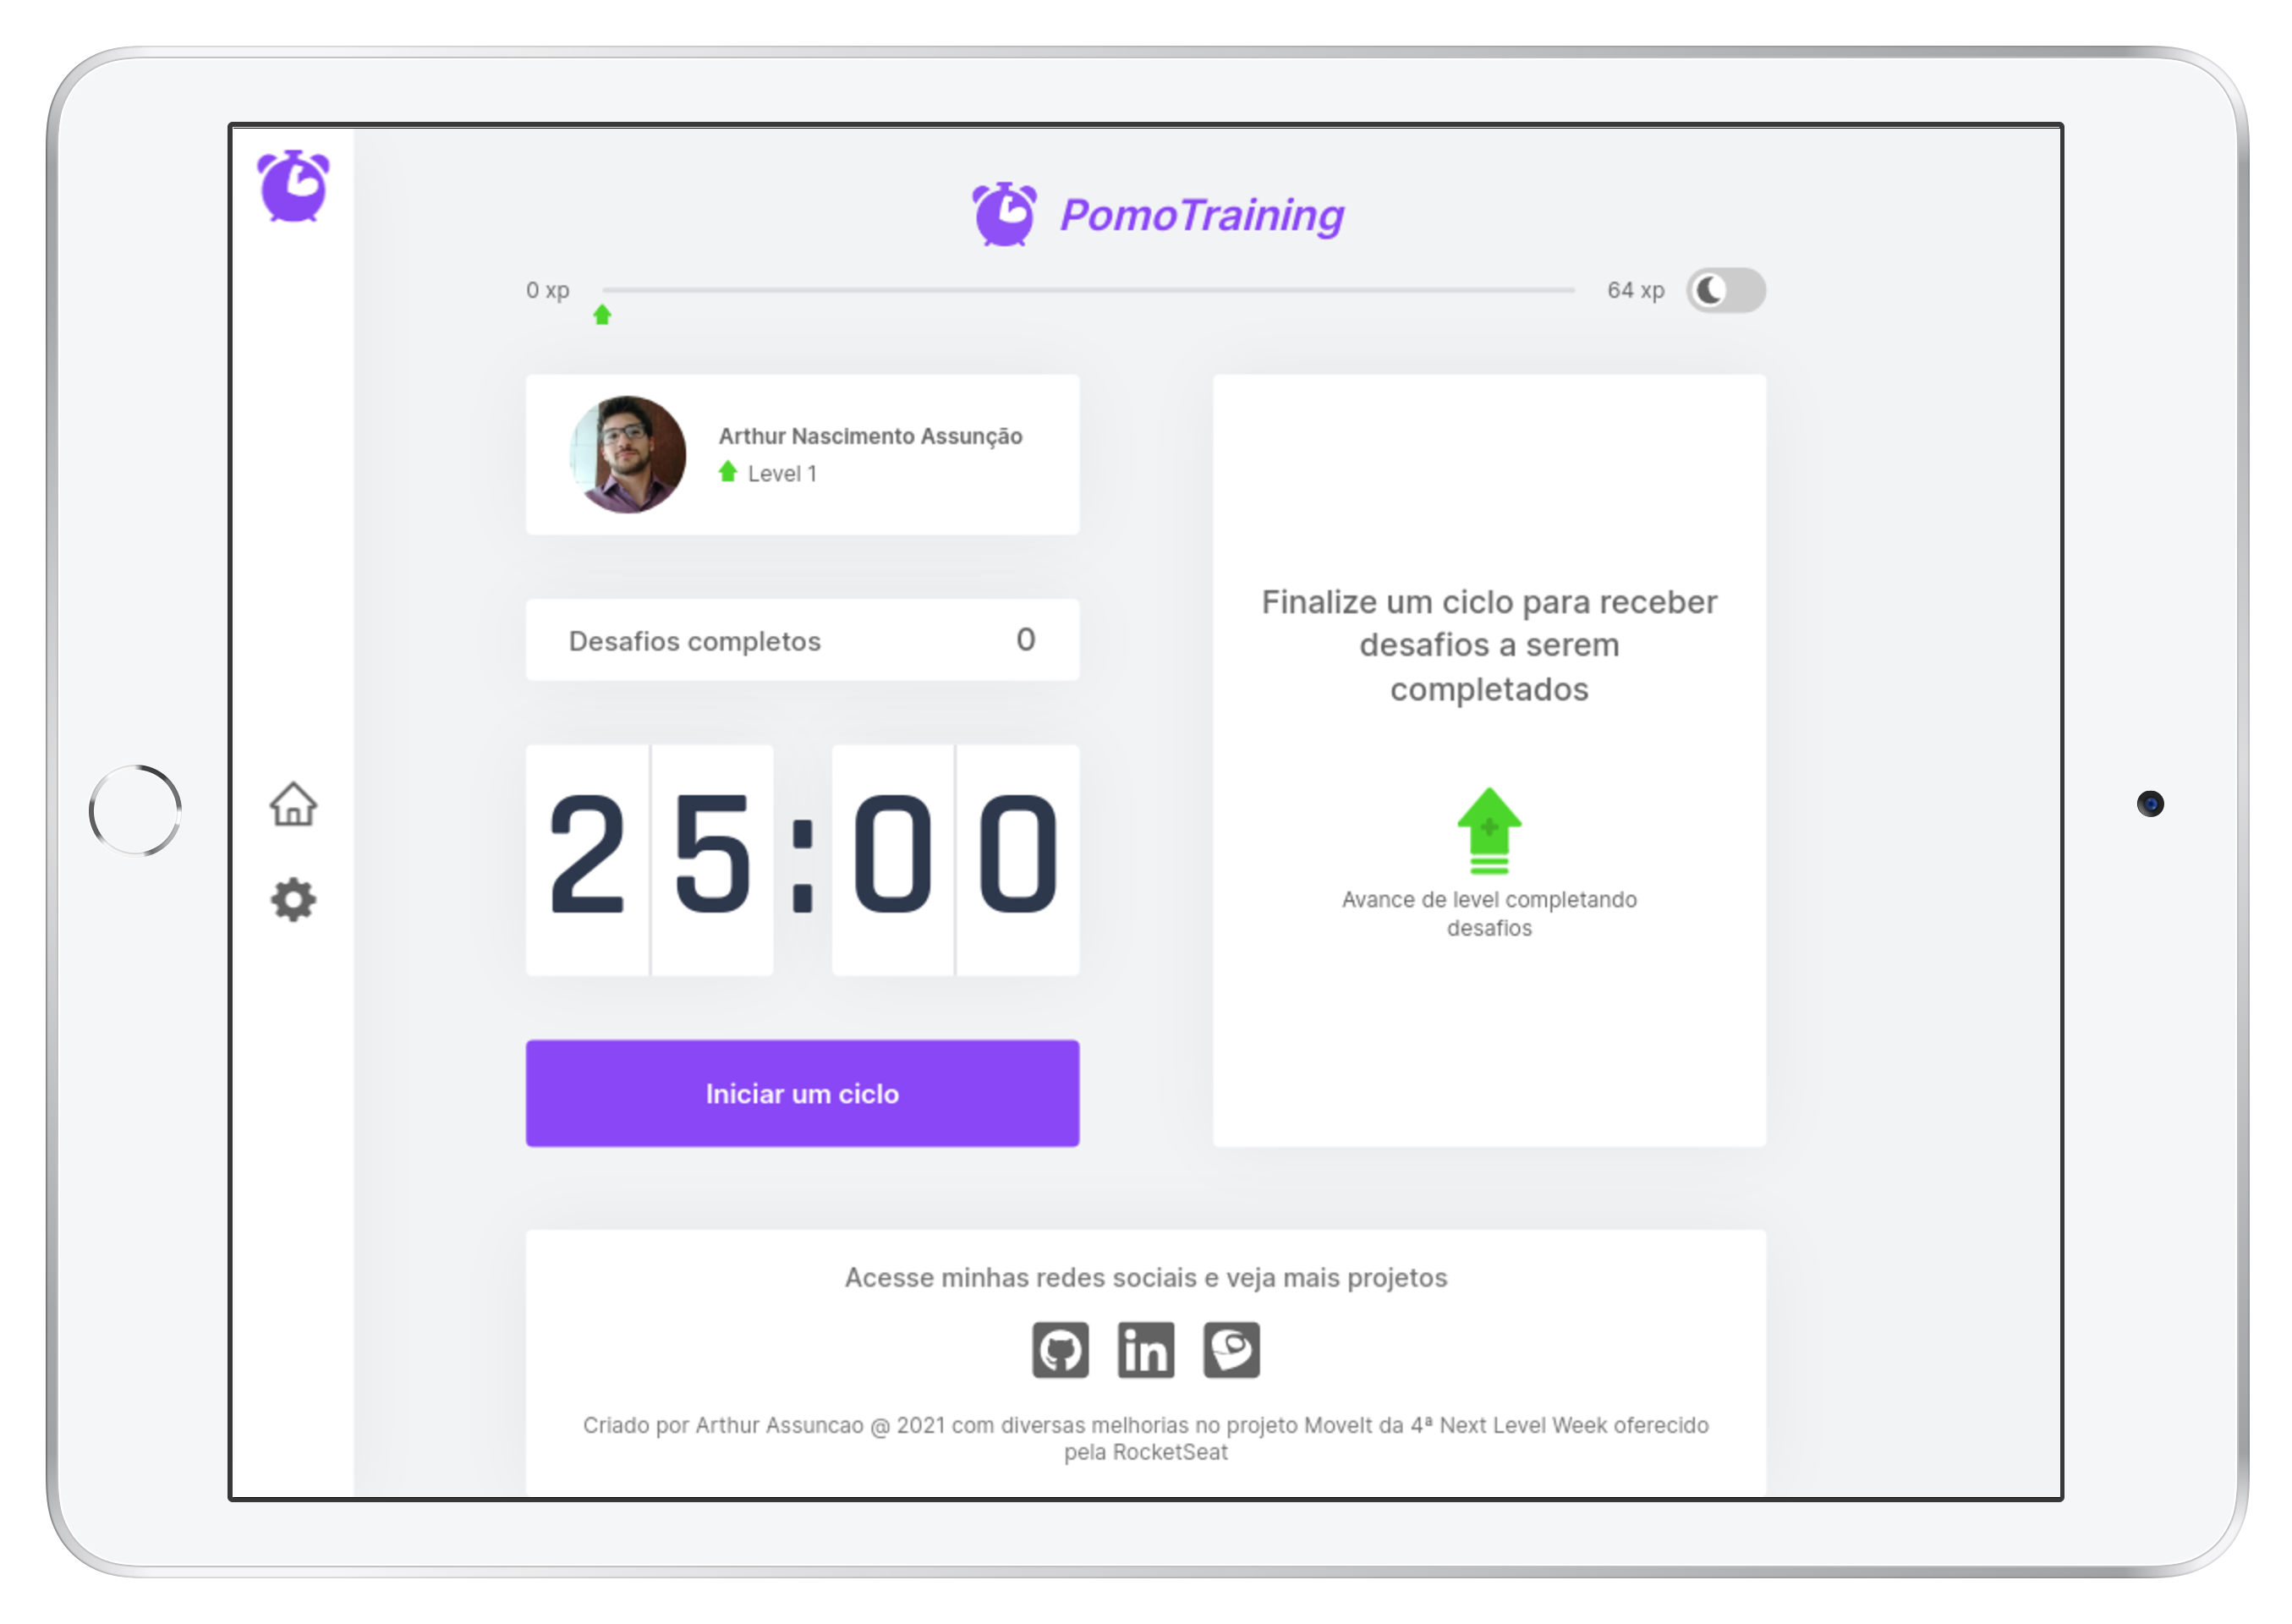 PomoTraining
0 xp
64 xp
Arthur Nascimento Assunção
Level 1
Desafios completos 0
25:00
Iniciar um ciclo
Finalize um ciclo para receber
desafios a serem
completados
Avance de level completando
desafios
Acesse minhas redes sociais e veja mais projetos
in
Criado por Arthur Assuncao @ 2021 com diversas melhorias no projeto MoveIt da 4ª Next Level Week oferecido
pela RocketSeat